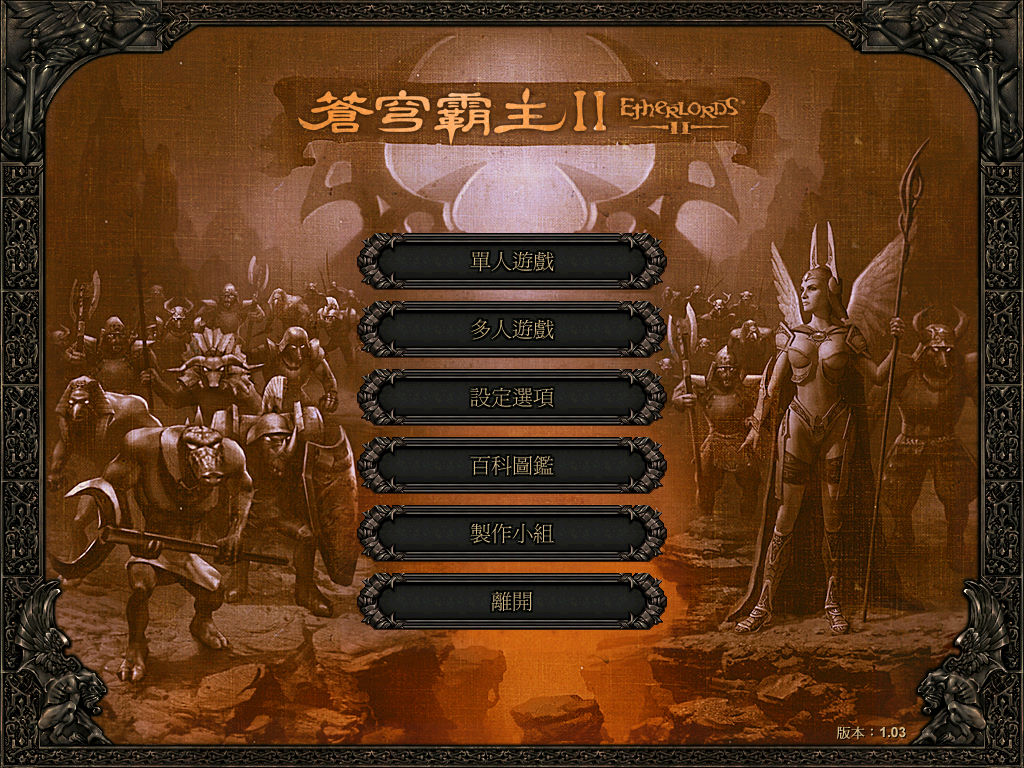 蒼穹霸主II EtherLords II
單人遊戲
多人遊戲
設定選項
百科圖鑑
製作小組
離開
版本：1.03